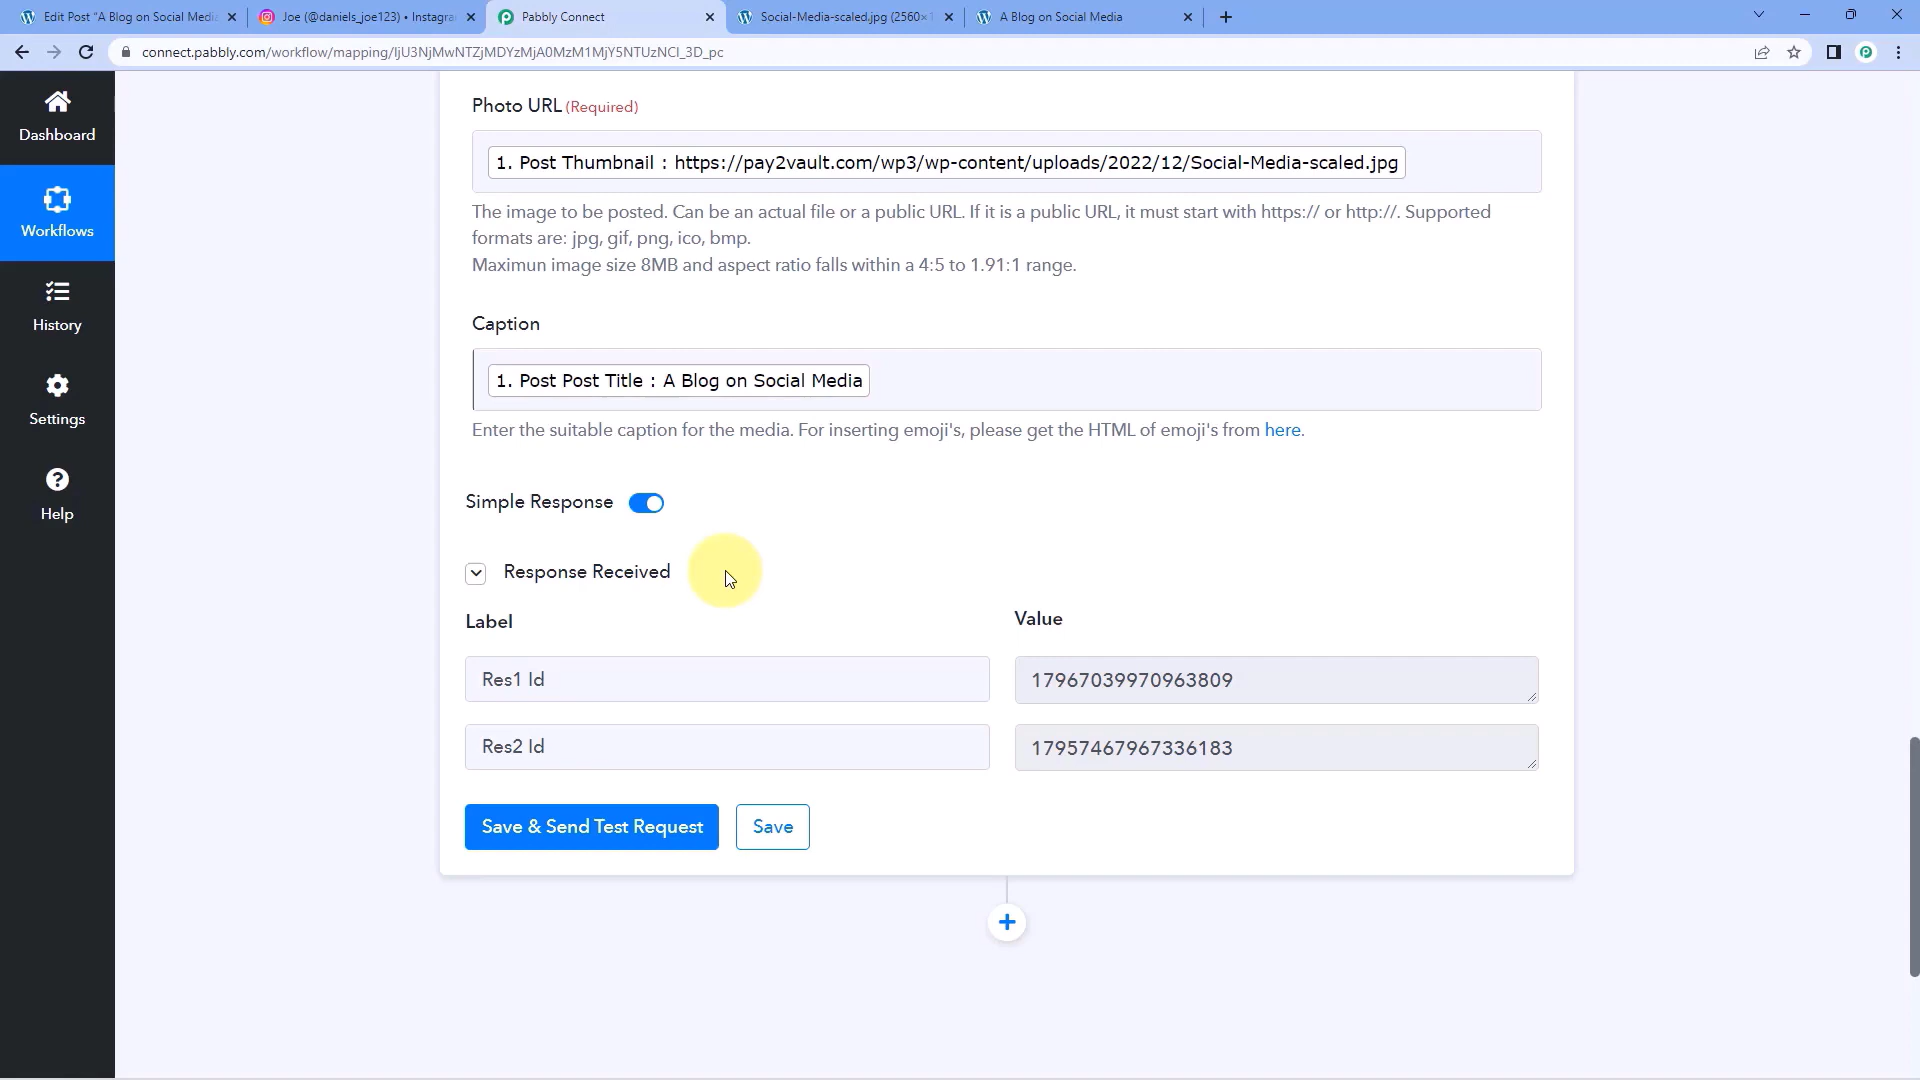 Edit Post "A Blog on Social Media
Joe (@daniels_joe123) • Instagra
Pabbly Connect
Social-Media-scaled.jpg (2560×1
A Blog on Social Media
connect.pabbly.com/workflow/mapping/IjU3NjMwNTZjMDYzMjA0MzM1MjY5NTUzNCI_3D_pc
Dashboard
Workflows
History
Settings
Help
Photo URL (Required)
1. Post Thumbnail : https://pay2vault.com/wp3/wp-content/uploads/2022/12/Social-Media-scaled.jpg
The image to be posted. Can be an actual file or a public URL. If it is a public URL, it must start with https:// or http://. Supported
formats are: jpg, gif, png, ico, bmp.
Maximun image size 8MB and aspect ratio falls within a 4:5 to 1.91:1 range.
Caption
1. Post Post Title : A Blog on Social Media
Enter the suitable caption for the media. For inserting emoji's, please get the HTML of emoji's from here.
Simple Response
Response Received
Label Value
Res1 Id 17967039970963809
Res2 Id 17957467967336183
Save & Send Test Request Save